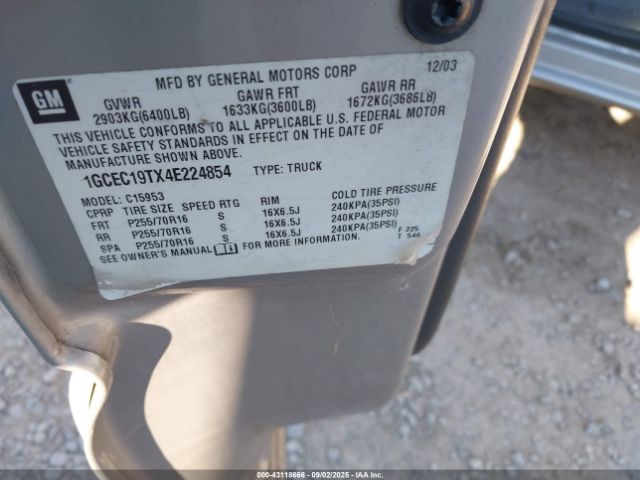 MFD BY GENERAL MOTORS CORP 12/03
GM
GVWR GAWR FRT GAWR RR
2903KG(6400LB) 1633KG(3600LB) 1672KG(3686LB)
THIS VEHICLE CONFORMS TO ALL APPLICABLE U.S. FEDERAL MOTOR
VEHICLE SAFETY STANDARDS IN EFFECT ON THE DATE OF
MANUFACTURE SHOWN ABOVE.
1GCEC19TX4E224854 TYPE: TRUCK
MODEL: C15953
CPRP TIRE SIZE SPEED RTG RIM COLD TIRE PRESSURE
FRT P255/70R16 S 16X6.5J 240KPA(35PSI)
RR P255/70R16 S 16X6.5J 240KPA(35PSI)
SPA P255/70R16 S 16X6.5J 240KPA(35PSI)
SEE OWNER'S MANUAL FOR MORE INFORMATION.
F 225
T 546
000-43118666 - 09/02/2025 - IAA Inc.